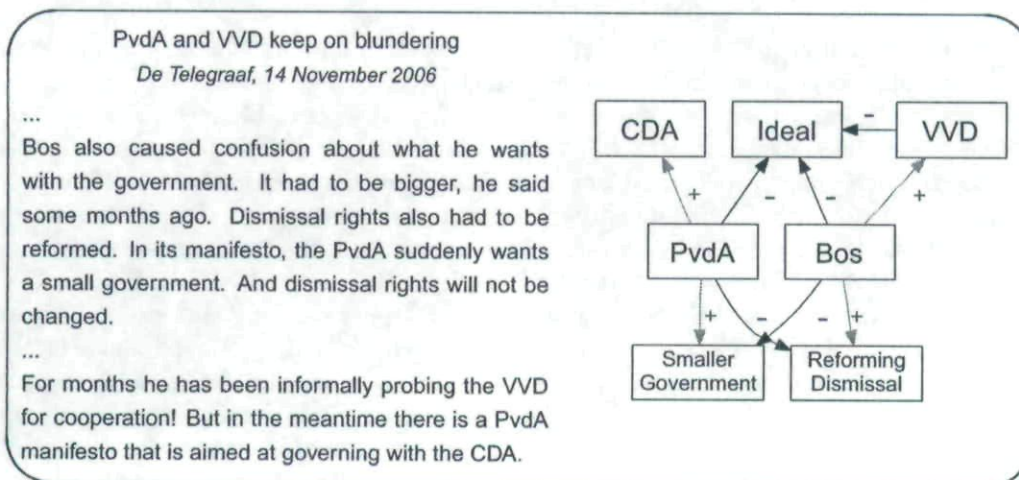 PvdA and VVD keep on blundering
De Telegraaf, 14 November 2006
...
Bos also caused confusion about what he wants
with the government. It had to be bigger, he said
some months ago. Dismissal rights also had to be
reformed. In its manifesto, the PvdA suddenly wants
a small government. And dismissal rights will not be
changed.
...
For months he has been informally probing the VVD
for cooperation! But in the meantime there is a PvdA
manifesto that is aimed at governing with the CDA.
CDA
Ideal
-
VVD
+
-
-
+
PvdA
Bos
+
-
-
+
Smaller
Government
Reforming
Dismissal